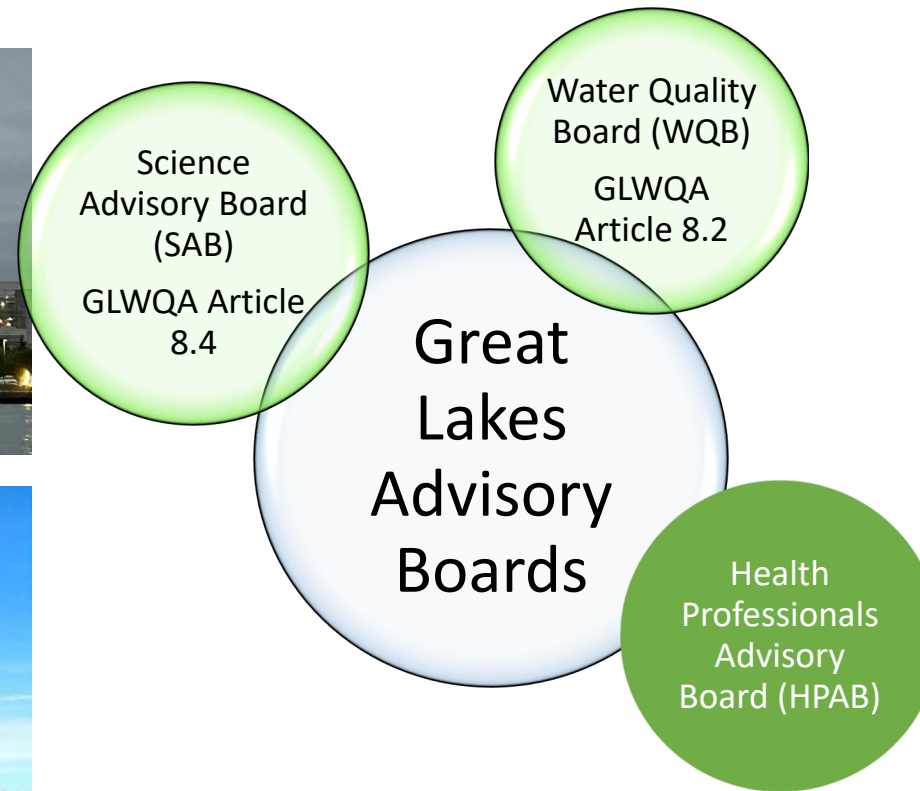 Water Quality
Board (WQB)
GLWQA
Article 8.2
Science
Advisory Board
(SAB)
GLWQA Article
8.4
Great
Lakes
Advisory
Boards
Health
Professionals
Advisory
Board (HPAB)